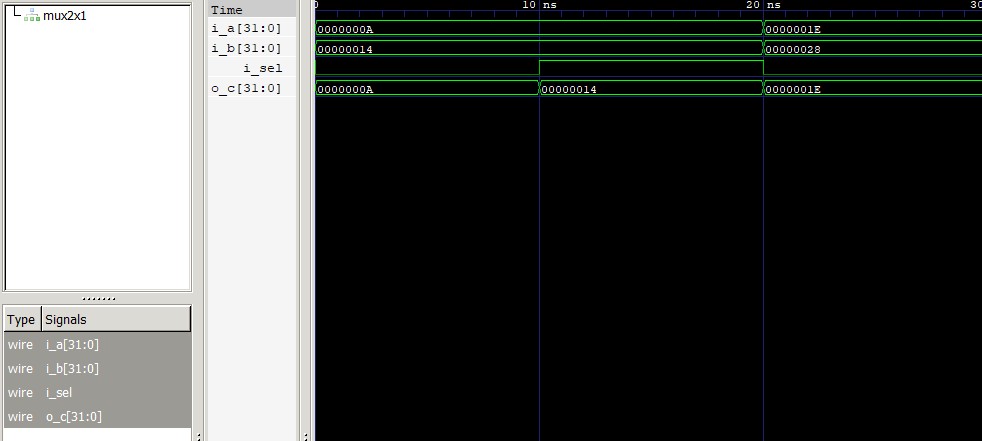 mux2x1
Type Signals
wire i_a[31:0]
wire i_b[31:0]
wire i_sel
wire o_c[31:0]
Time
i_a[31:0]
i_b[31:0]
i_sel
o_c[31:0]
0 10 ns 20 ns 30
0000000A 0000001E
00000014 00000028
0000000A 00000014 0000001E